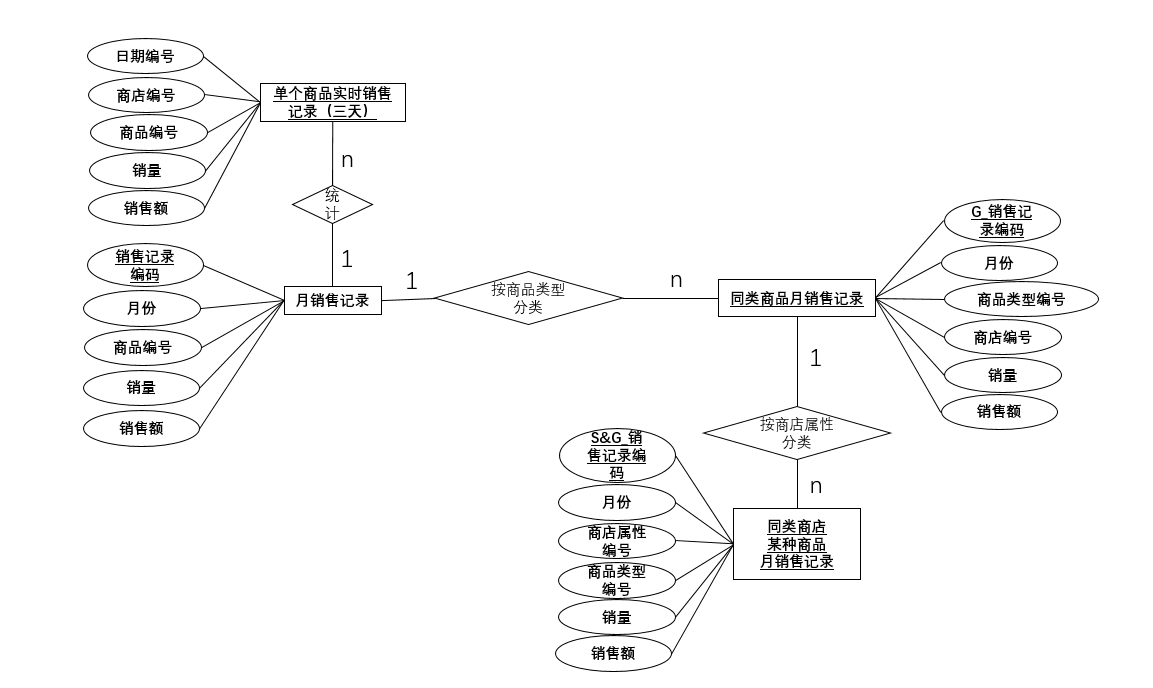 日期编号
商店编号
商品编号
销量
销售额
单个商品实时销售
记录（三天）
n
统
计
1
销售记录
编码
月份
商品编号
销量
销售额
月销售记录
1
按商品类型
分类
n
同类商品月销售记录
G_销售记
录编码
月份
商品类型编号
商店编号
销量
销售额
1
按商店属性
分类
n
S&G_销
售记录编
码
月份
商店属性
编号
商品类型
编号
销量
销售额
同类商店
某种商品
月销售记录